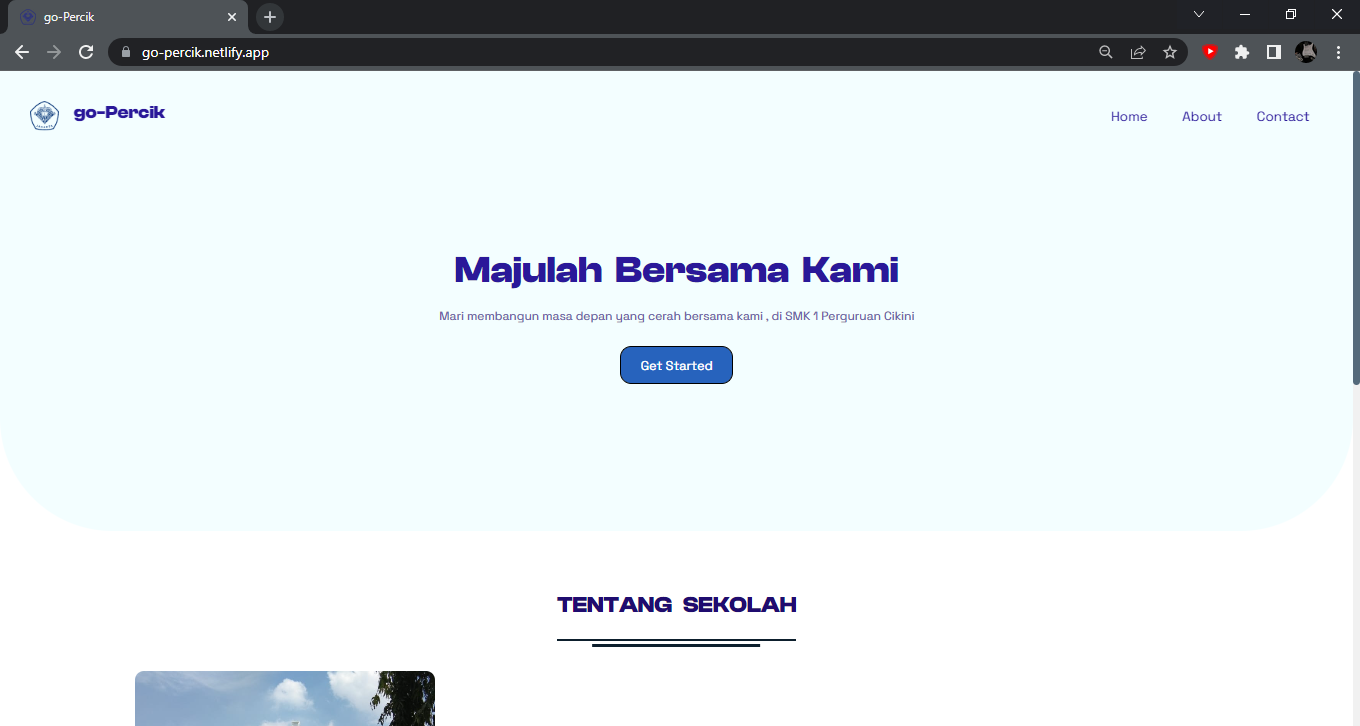 go-Percik
go-percik.netlify.app
go-Percik
Home About Contact
Majulah Bersama Kami
Mari membangun masa depan yang cerah bersama kami , di SMK 1 Perguruan Cikini
Get Started
TENTANG SEKOLAH